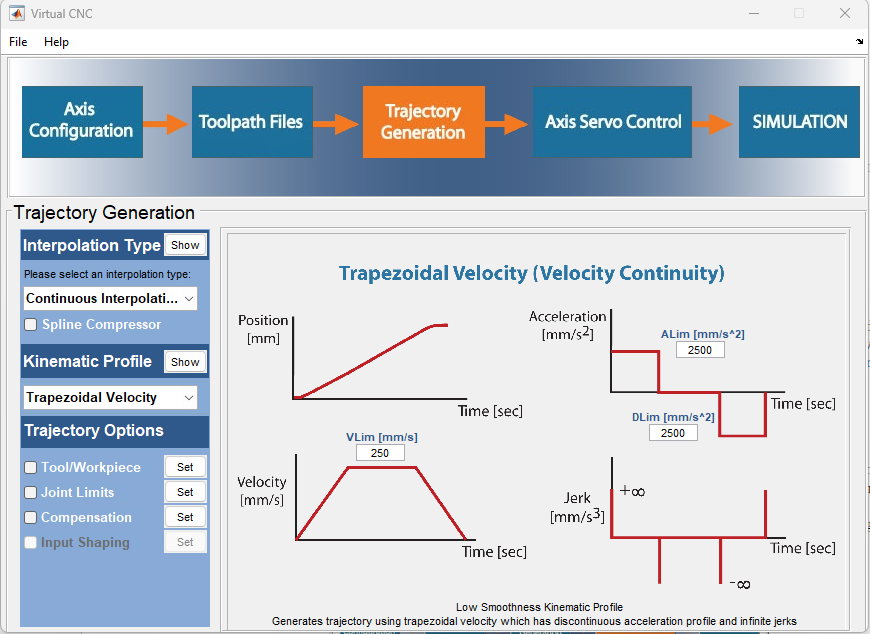 Virtual CNC
File Help
Axis
Configuration
Toolpath Files
Trajectory
Generation
Axis Servo Control
SIMULATION
Trajectory Generation
Interpolation Type Show
Please select an interpolation type:
Continuous Interpolati...
Spline Compressor
Kinematic Profile Show
Trapezoidal Velocity
Trajectory Options
Tool/Workpiece Set
Joint Limits Set
Compensation Set
Input Shaping Set
Trapezoidal Velocity (Velocity Continuity)
Position
[mm]
Time [sec]
Acceleration
[mm/s2]
ALim [mm/s^2]
2500
Time [sec]
DLim [mm/s^2]
2500
VLim [mm/s]
250
Velocity
[mm/s]
Time [sec]
+∞
Jerk
[mm/s3]
Time [sec]
-∞
Low Smoothness Kinematic Profile
Generates trajectory using trapezoidal velocity which has discontinuous acceleration profile and infinite jerks